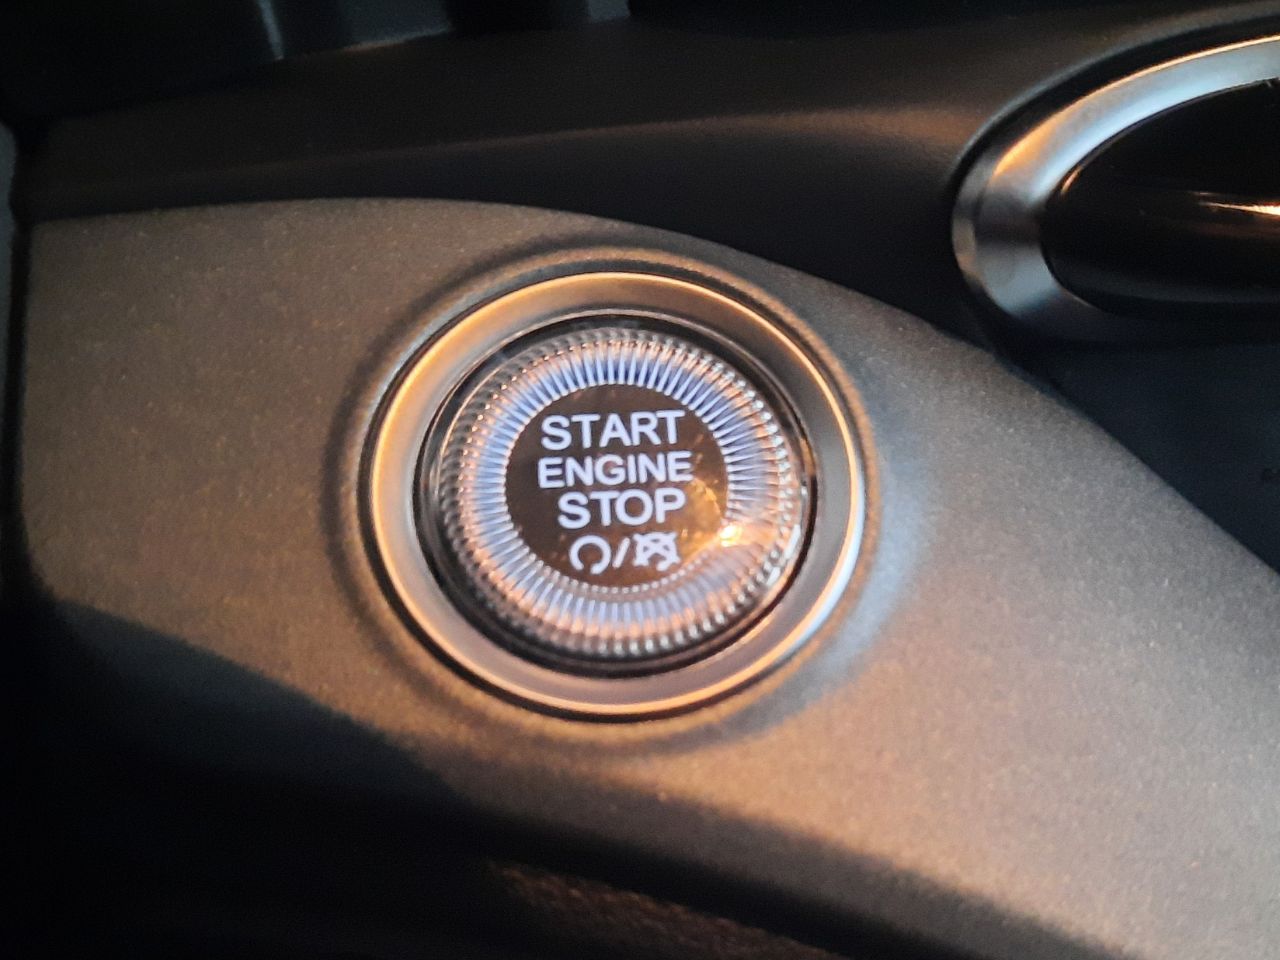 START
ENGINE
STOP
/